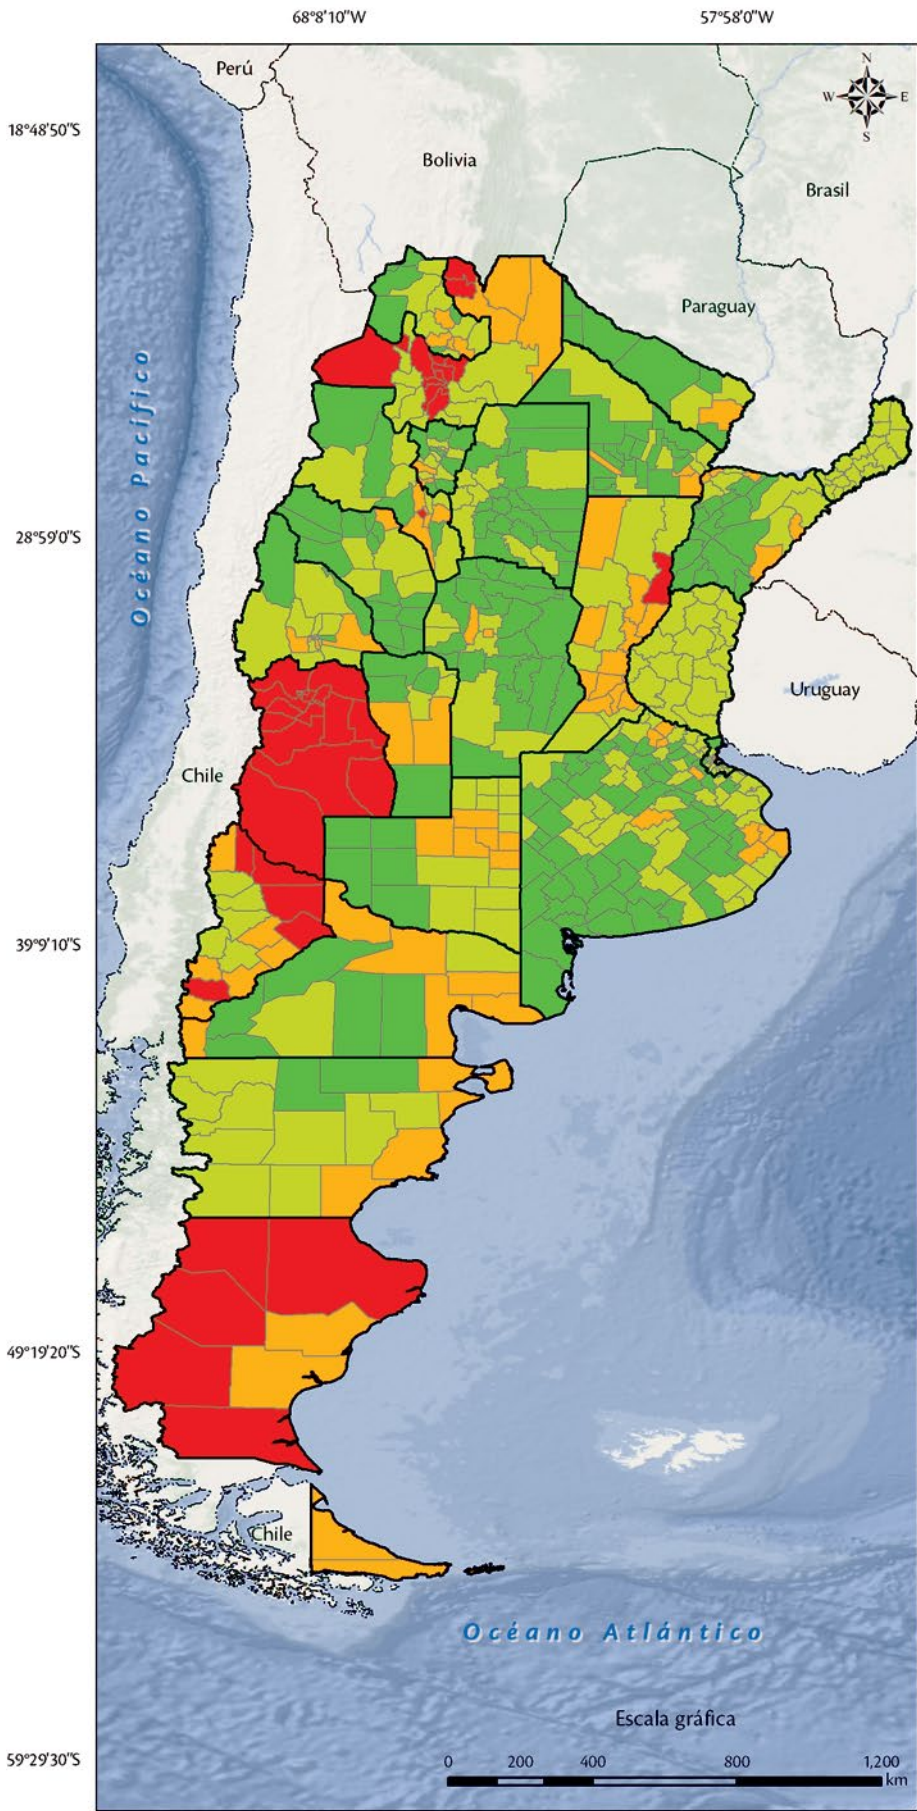 68°8'10"W 57°58'0"W
Perú
N
W E
S
18°48'50"S
Bolivia
Brasil
Paraguay
Océano Pacífico
28°59'0"S
Uruguay
Chile
39°9'10"S
49°19'20"S
Chile
Océano Atlántico
Escala gráfica
59°29'30"S
0 200 400 800 1,200
km